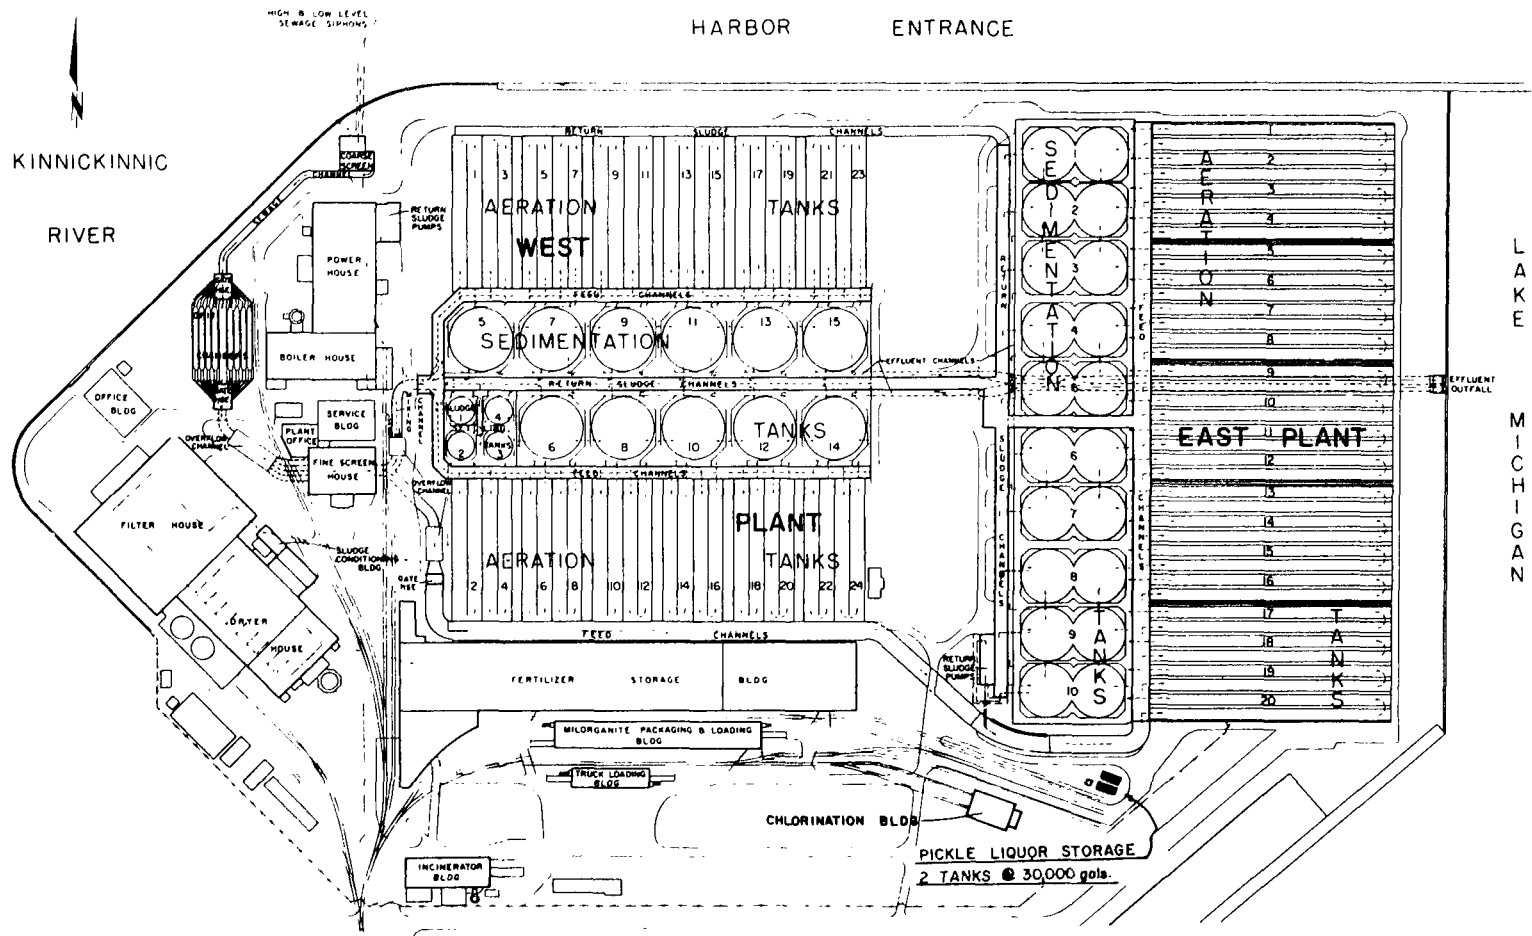 HIGH & LOW LEVEL
SEWAGE SIPHONS
HARBOR ENTRANCE
N
KINNICKINNIC
RIVER
COARSE
SCREEN
CHANNEL
SEWAGE
RETURN
SLUDGE
PUMPS
POWER
HOUSE
BOILER HOUSE
OFFICE
BLDG
SERVICE
BLDG
PLANT
OFFICE
FINE SCREEN
HOUSE
OVERFLOW
CHANNEL
OVERFLOW
CHANNEL
FILTER HOUSE
SLUDGE
CONDITIONING
BLDG.
GATE
HSE
DRYER
HOUSE
RETURN SLUDGE CHANNELS
1 3 5 7 9 11 13 15 17 19 21 23
AERATION TANKS
WEST
FEED CHANNELS
5 7 9 11 13 15
SEDIMENTATION
EFFLUENT CHANNELS
RETURN SLUDGE CHANNELS
SLUDGE
4
TANKS
2 3
6 8 10 12 14
TANKS
FEED CHANNELS
PLANT
AERATION TANKS
2 4 6 8 10 12 14 16 18 20 22 24
FEED CHANNELS
RETURN
SLUDGE
CHANNELS
SEDIMENTATION
TANKS
2
3
4
6
7
8
9
10
FEED
CHANNELS
AERATION
TANKS
1
2
3
4
5
6
7
8
9
10
11
12
13
14
15
16
17
18
19
20
EAST PLANT
EFFLUENT
OUTFALL
LAKE
MICHIGAN
RETURN
SLUDGE
PUMPS
FERTILIZER STORAGE BLDG
MILORGANITE PACKAGING & LOADING
BLDG
TRUCK LOADING
BLDG
CHLORINATION BLDG
PICKLE LIQUOR STORAGE
2 TANKS @ 30,000 gals.
INCINERATOR
BLDG